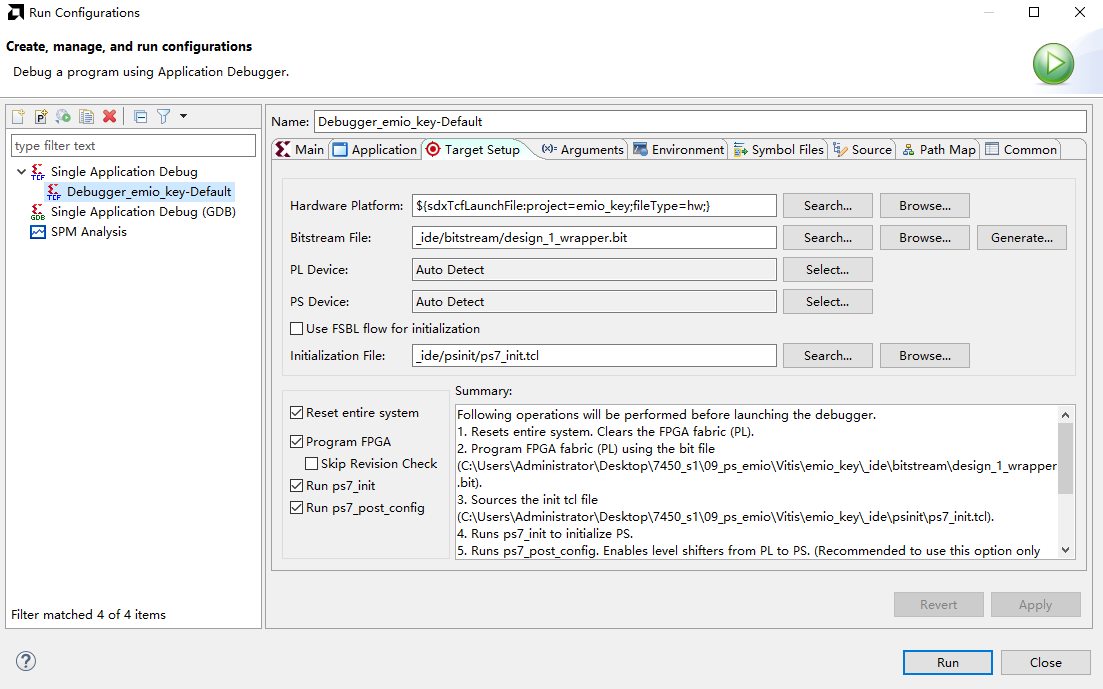 Run Configurations
Create, manage, and run configurations
Debug a program using Application Debugger.
type filter text
Single Application Debug
Debugger_emio_key-Default
Single Application Debug (GDB)
SPM Analysis
Filter matched 4 of 4 items
Name: Debugger_emio_key-Default
Main Application Target Setup Arguments Environment Symbol Files Source Path Map Common
Hardware Platform: ${sdxTcfLaunchFile:project=emio_key;fileType=hw;} Search... Browse...
Bitstream File: _ide/bitstream/design_1_wrapper.bit Search... Browse... Generate...
PL Device: Auto Detect Select...
PS Device: Auto Detect Select...
Use FSBL flow for initialization
Initialization File: _ide/psinit/ps7_init.tcl Search... Browse...
Reset entire system
Program FPGA
Skip Revision Check
Run ps7_init
Run ps7_post_config
Summary:
Following operations will be performed before launching the debugger.
1. Resets entire system. Clears the FPGA fabric (PL).
2. Program FPGA fabric (PL) using the bit file
(C:\Users\Administrator\Desktop\7450_s1\09_ps_emio\Vitis\emio_key\_ide\bitstream\design_1_wrapper
.bit).
3. Sources the init tcl file
(C:\Users\Administrator\Desktop\7450_s1\09_ps_emio\Vitis\emio_key\_ide\psinit\ps7_init.tcl).
4. Runs ps7_init to initialize PS.
5. Runs ps7_post_config. Enables level shifters from PL to PS. (Recommended to use this option only
Revert Apply
Run Close